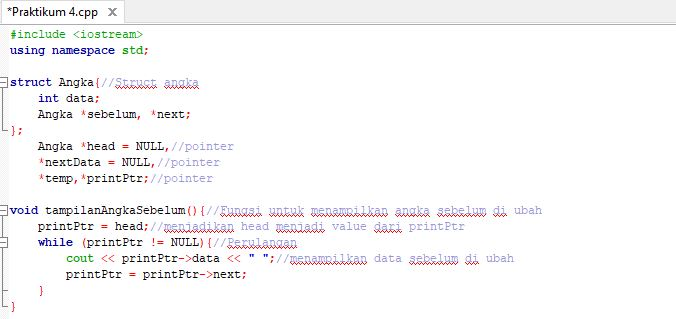 *Praktikum 4.cpp
#include <iostream>
using namespace std;
struct Angka{//Struct angka
int data;
Angka *sebelum, *next;
};
Angka *head = NULL,//pointer
*nextData = NULL,//pointer
*temp,*printPtr;//pointer
void tampilanAngkaSebelum(){//Fungsi untuk menampilkan angka sebelum di ubah
printPtr = head;//menjadikan head menjadi value dari printPtr
while (printPtr != NULL){//Perulangan
cout << printPtr->data << " ";//menampilkan data sebelum di ubah
printPtr = printPtr->next;
}
}